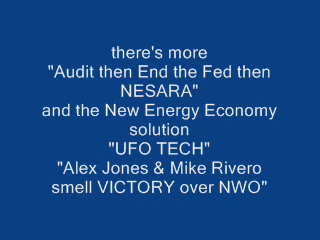 there's more
"Audit then End the Fed then
NESARA"
and the New Energy Economy
solution
"UFO TECH"
"Alex Jones & Mike Rivero
smell VICTORY over NWO"